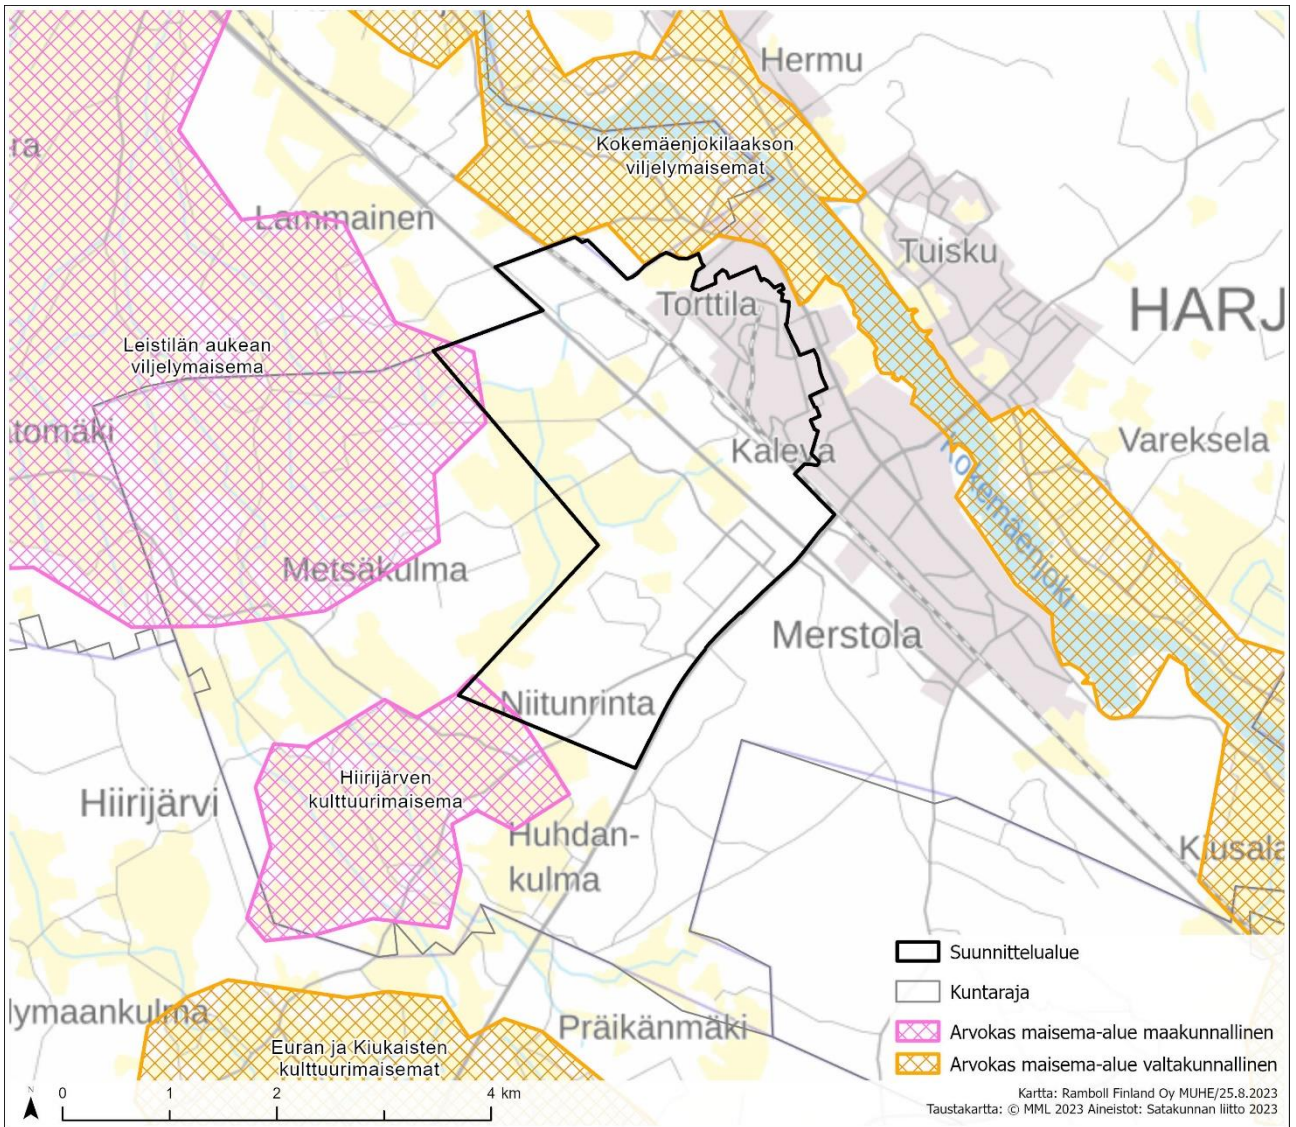 Hermu
Kokemäenjokilaakson
viljelymaisemat
ra
Lammainen
Tuisku
Torttila
HARJ
Leistilän aukean
viljelymaisema
tomäki
Kaleva
Vareksela
Kokemäenjoki
Metsäkulma
Merstola
Niitunrinta
Hiirijärven
kulttuurimaisema
Hiirijärvi
Huhdan-
kulma
Kiusala
Suunnittelualue
Kuntaraja
Arvokas maisema-alue maakunnallinen
Arvokas maisema-alue valtakunnallinen
lymaankulma
Präikänmäki
Euran ja Kiukaisten
kulttuurimaisemat
N
0 1 2 4 km
Kartta: Ramboll Finland Oy MUHE/25.8.2023
Taustakartta: © MML 2023 Aineistot: Satakunnan liitto 2023